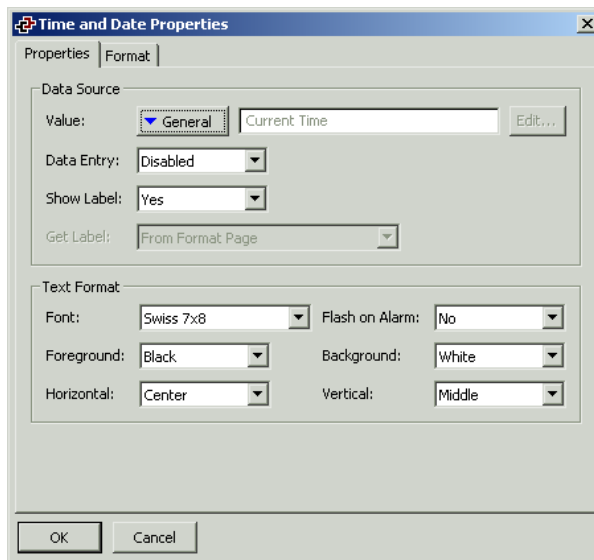 Time and Date Properties
Properties Format
Data Source
Value: General Current Time Edit...
Data Entry: Disabled
Show Label: Yes
Get Label: From Format Page
Text Format
Font: Swiss 7x8 Flash on Alarm: No
Foreground: Black Background: White
Horizontal: Center Vertical: Middle
OK Cancel